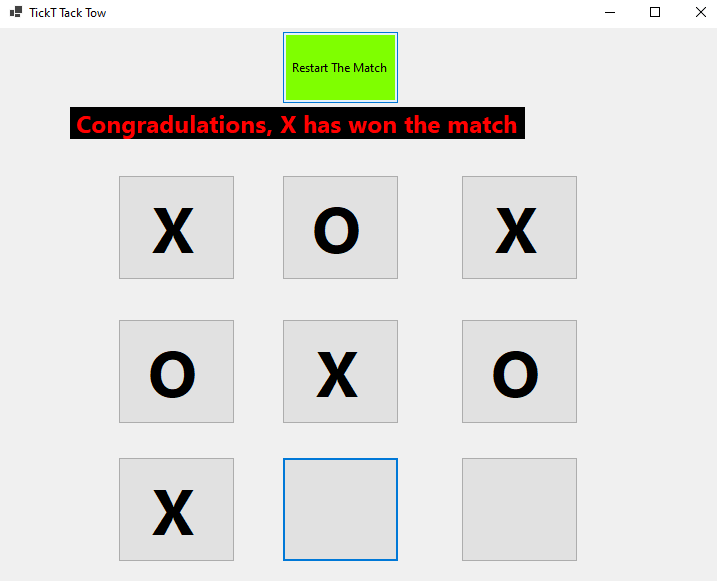 TickT Tack Tow
Restart The Match
Congradulations, X has won the match
X O X
O X O
X